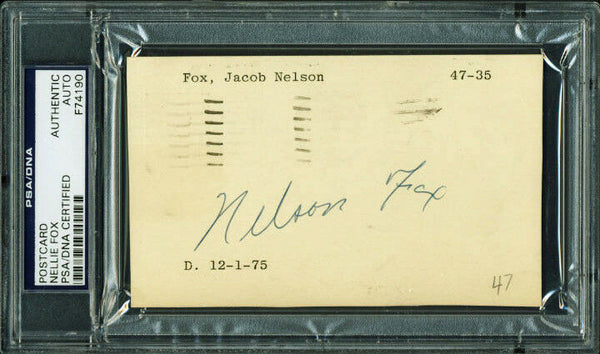 PSA/DNA
POSTCARD
NELLIE FOX
PSA/DNA CERTIFIED
AUTHENTIC
AUTO
F74190
Fox, Jacob Nelson 47-35
Nelson Fox
D. 12-1-75
47